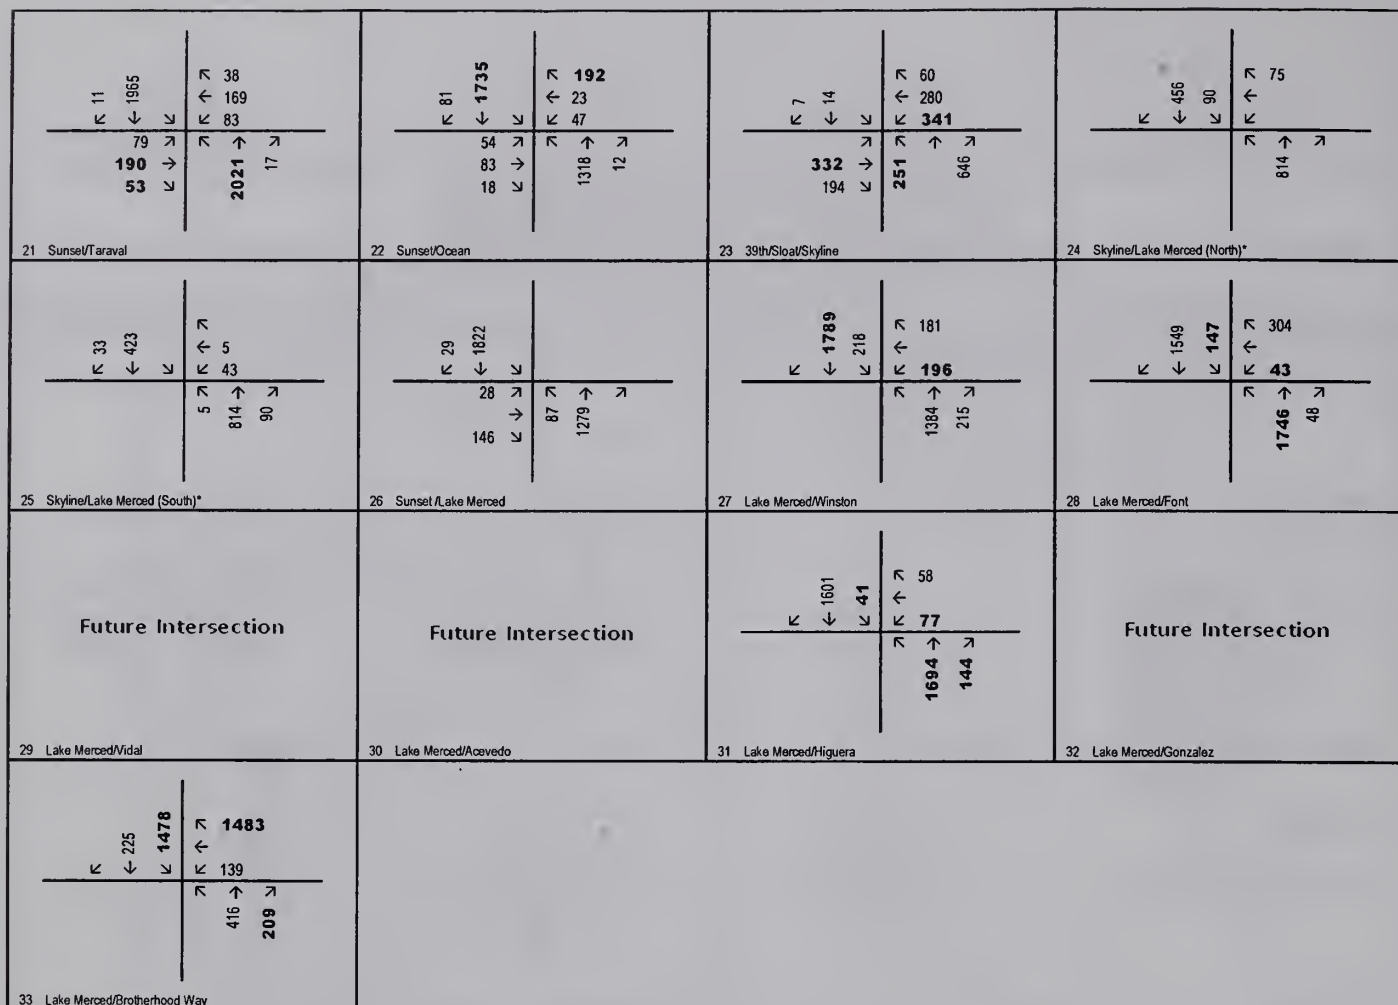 11 ↙ 1965 ↓ ↘
↗ 38
← 169
↙ 83
79 ↗
190 →
53 ↘
↖ 2021 ↑ 17 ↗
21 Sunset/Taraval
81 1735
192
23
47
54
83
18
1318 12
22 Sunset/Ocean
7 14
60
280
341
332
194
251 646
23 39th/Sloat/Skyline
456 90
75
814
24 Skyline/Lake Merced (North)*
33 423
5
43
5 814 90
25 Skyline/Lake Merced (South)*
29 1822
28
146
87 1279
26 Sunset/Lake Merced
1789 218
181
196
1384 215
27 Lake Merced/Winston
1549 147
304
43
1746 48
28 Lake Merced/Font
Future Intersection
29 Lake Merced/Vidal
Future Intersection
30 Lake Merced/Acevedo
1601 41
58
77
1694 144
31 Lake Merced/Higuera
Future Intersection
32 Lake Merced/Gonzalez
225 1478
1483
139
416 209
33 Lake Merced/Brotherhood Way